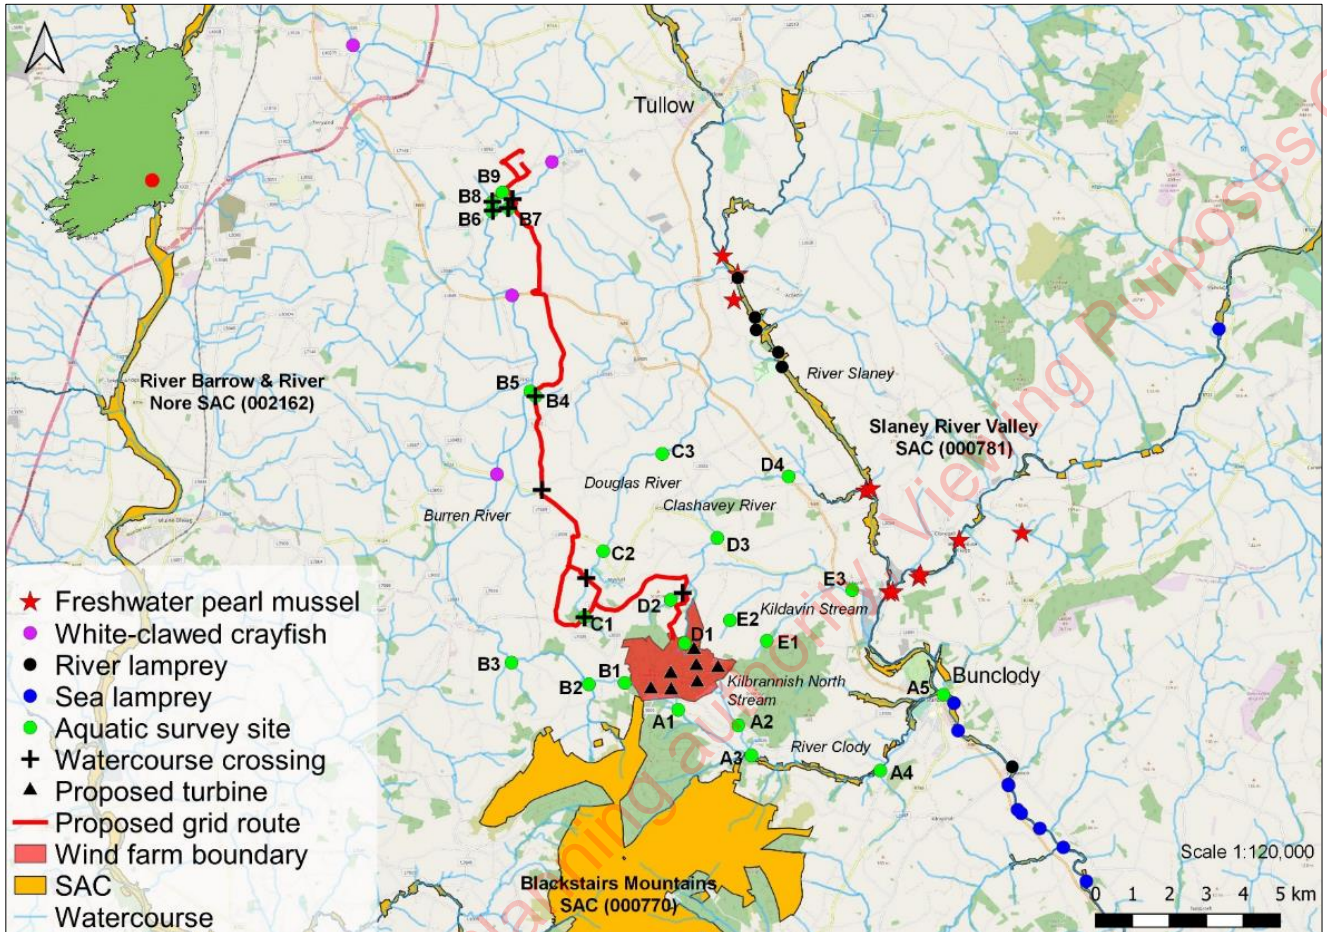 Tullow
B9
B8
B6
B7
River Barrow & River
Nore SAC (002162)
River Slaney
B5
B4
Slaney River Valley
SAC (000781)
C3
D4
Douglas River
Clashavey River
Burren River
C2
D3
E3
D2
Kildavin Stream
C1
E2
D1
E1
B3
B1
B2
Kilbrannish North
Stream
Bunclody
A5
A1
A2
River Clody
A3
A4
Blackstairs Mountains
SAC (000770)
Freshwater pearl mussel
White-clawed crayfish
River lamprey
Sea lamprey
Aquatic survey site
Watercourse crossing
Proposed turbine
Proposed grid route
Wind farm boundary
SAC
Watercourse
Scale 1:120,000
0 1 2 3 4 5 km
authority Viewing Purposes